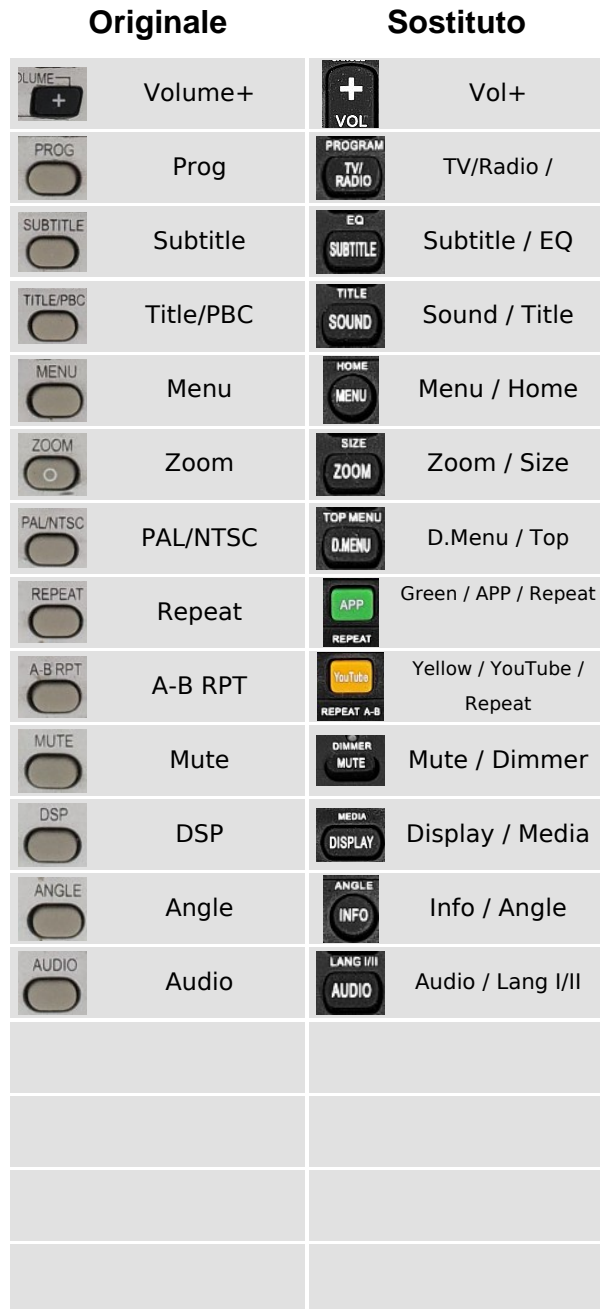 Originale Sostituto
OLUME
+ Volume+ + Vol+
VOL
PROG Prog PROGRAM
TV/
RADIO TV/Radio /
SUBTITLE Subtitle EQ
SUBTITLE Subtitle / EQ
TITLE/PBC Title/PBC TITLE
SOUND Sound / Title
MENU Menu HOME
MENU Menu / Home
ZOOM Zoom SIZE
ZOOM Zoom / Size
PAL/NTSC PAL/NTSC TOP MENU
D.MENU D.Menu / Top
REPEAT Repeat APP
REPEAT Green / APP / Repeat
A-B RPT A-B RPT YouTube
REPEAT A-B Yellow / YouTube /
Repeat
MUTE Mute DIMMER
MUTE Mute / Dimmer
DSP DSP MEDIA
DISPLAY Display / Media
ANGLE Angle ANGLE
INFO Info / Angle
AUDIO Audio LANG I/II
AUDIO Audio / Lang I/II